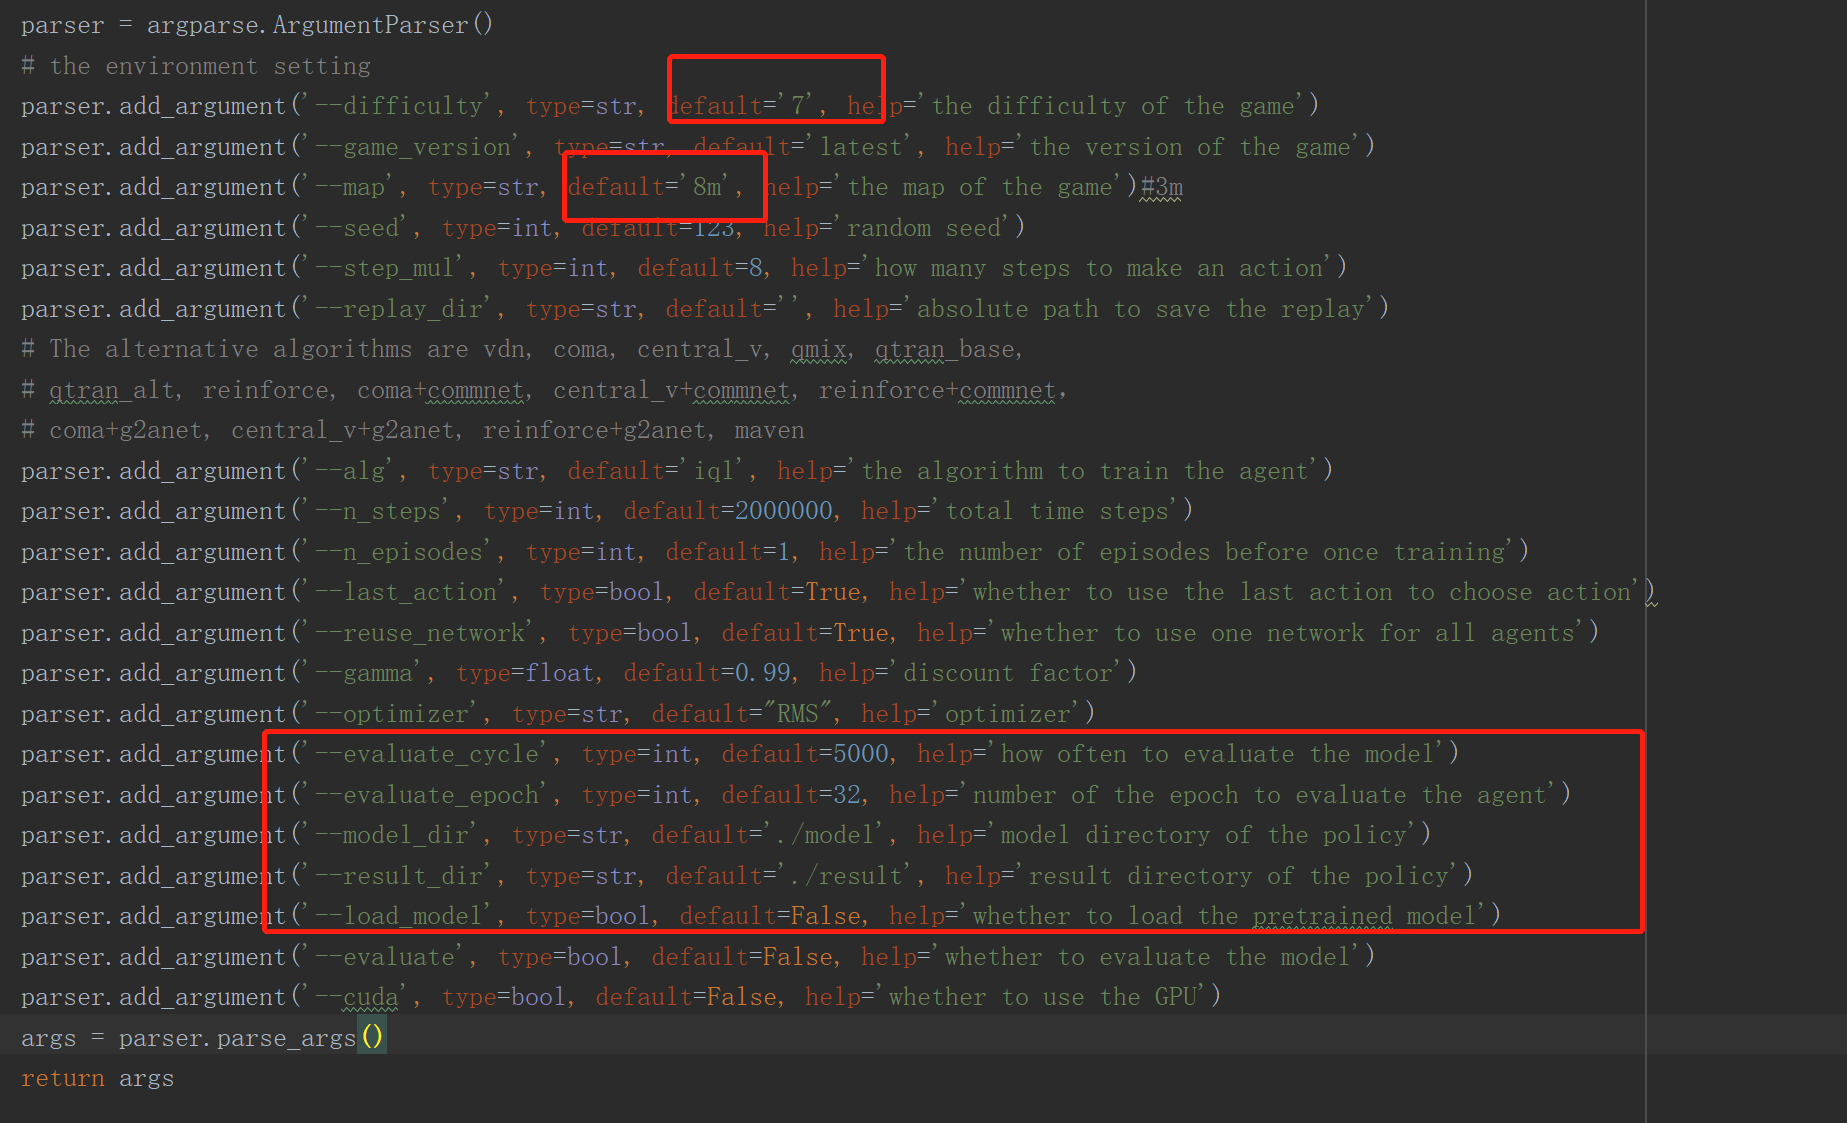 parser = argparse.ArgumentParser()
# the environment setting
parser.add_argument('--difficulty', type=str, default='7', help='the difficulty of the game')
parser.add_argument('--game_version', type=str, default='latest', help='the version of the game')
parser.add_argument('--map', type=str, default='8m', help='the map of the game')#3m
parser.add_argument('--seed', type=int, default=123, help='random seed')
parser.add_argument('--step_mul', type=int, default=8, help='how many steps to make an action')
parser.add_argument('--replay_dir', type=str, default='', help='absolute path to save the replay')
# The alternative algorithms are vdn, coma, central_v, qmix, qtran_base,
# qtran_alt, reinforce, coma+commnet, central_v+commnet, reinforce+commnet,
# coma+g2anet, central_v+g2anet, reinforce+g2anet, maven
parser.add_argument('--alg', type=str, default='iql', help='the algorithm to train the agent')
parser.add_argument('--n_steps', type=int, default=2000000, help='total time steps')
parser.add_argument('--n_episodes', type=int, default=1, help='the number of episodes before once training')
parser.add_argument('--last_action', type=bool, default=True, help='whether to use the last action to choose action')
parser.add_argument('--reuse_network', type=bool, default=True, help='whether to use one network for all agents')
parser.add_argument('--gamma', type=float, default=0.99, help='discount factor')
parser.add_argument('--optimizer', type=str, default="RMS", help='optimizer')
parser.add_argument('--evaluate_cycle', type=int, default=5000, help='how often to evaluate the model')
parser.add_argument('--evaluate_epoch', type=int, default=32, help='number of the epoch to evaluate the agent')
parser.add_argument('--model_dir', type=str, default='./model', help='model directory of the policy')
parser.add_argument('--result_dir', type=str, default='./result', help='result directory of the policy')
parser.add_argument('--load_model', type=bool, default=False, help='whether to load the pretrained model')
parser.add_argument('--evaluate', type=bool, default=False, help='whether to evaluate the model')
parser.add_argument('--cuda', type=bool, default=False, help='whether to use the GPU')
args = parser.parse_args()
return args